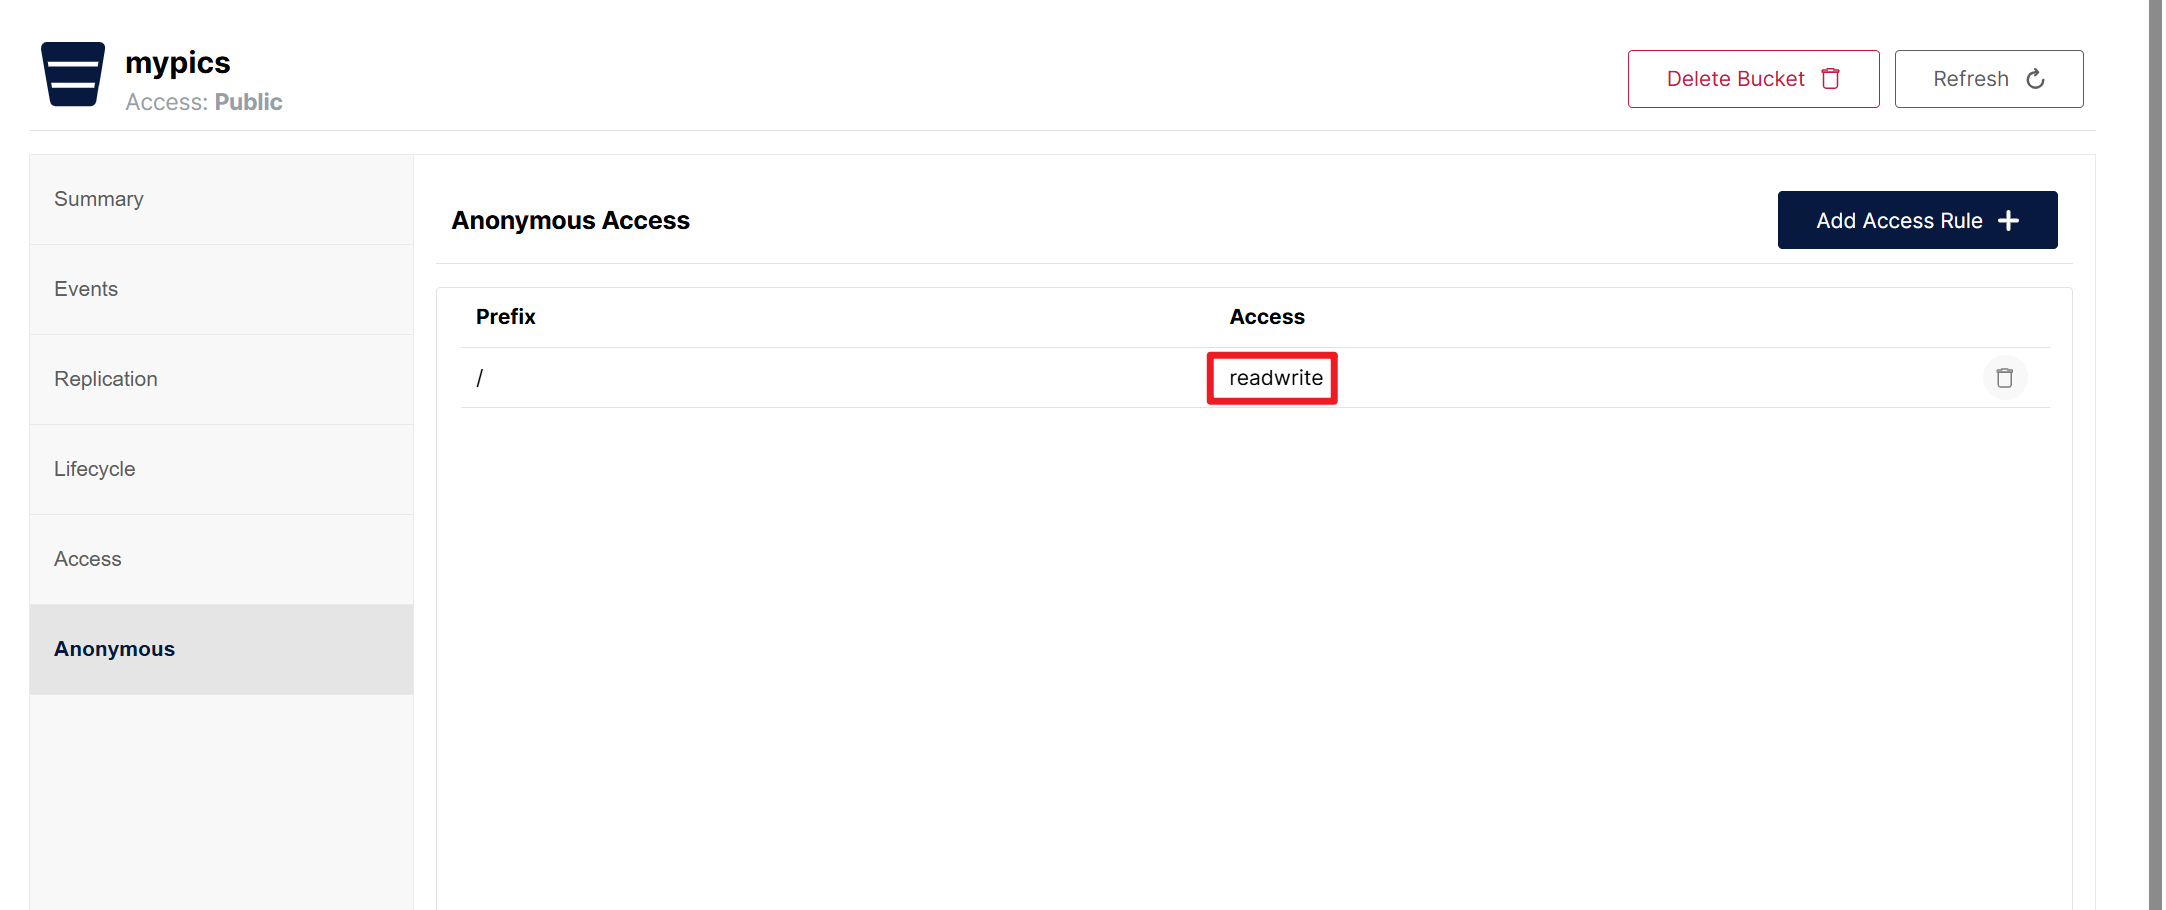 mypics
Access: Public
Delete Bucket
Refresh
Summary
Events
Replication
Lifecycle
Access
Anonymous
Anonymous Access
Add Access Rule
Prefix Access
/ readwrite